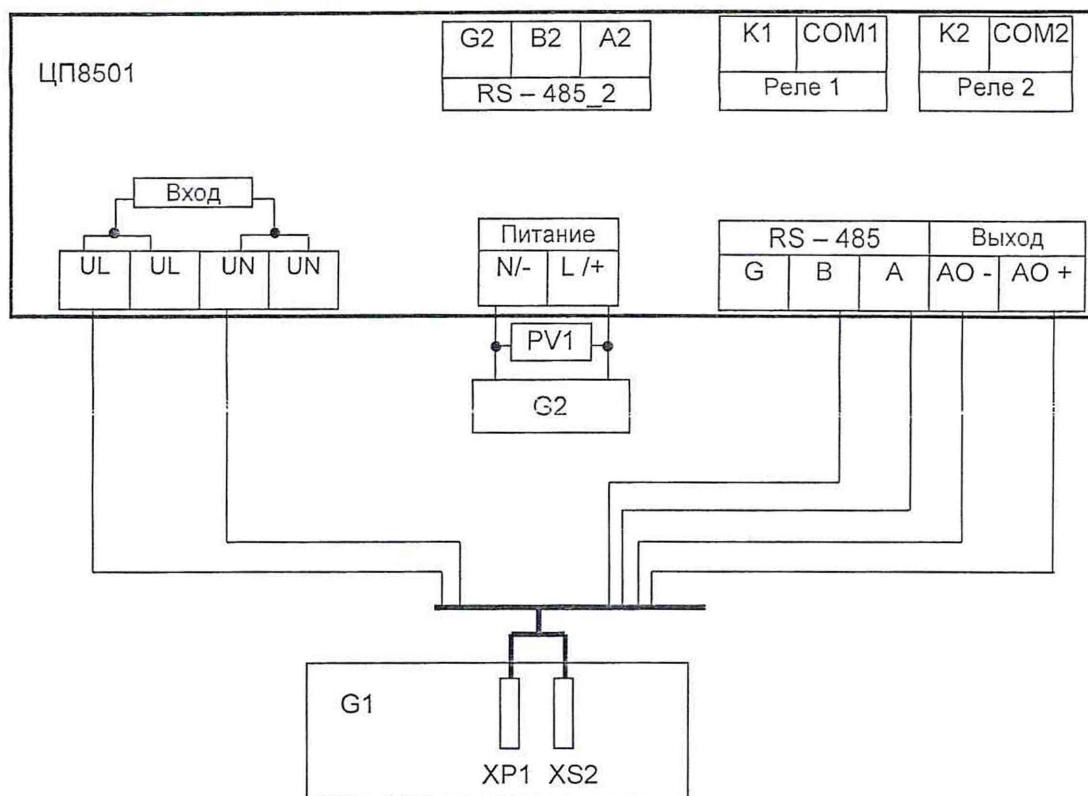 ЦП8501
G2 B2 A2
RS – 485_2
K1 COM1
Реле 1
K2 COM2
Реле 2
Вход
UL UL UN UN
Питание
N/- L /+
RS – 485 Выход
G B A AO - AO +
PV1
G2
G1
XP1 XS2